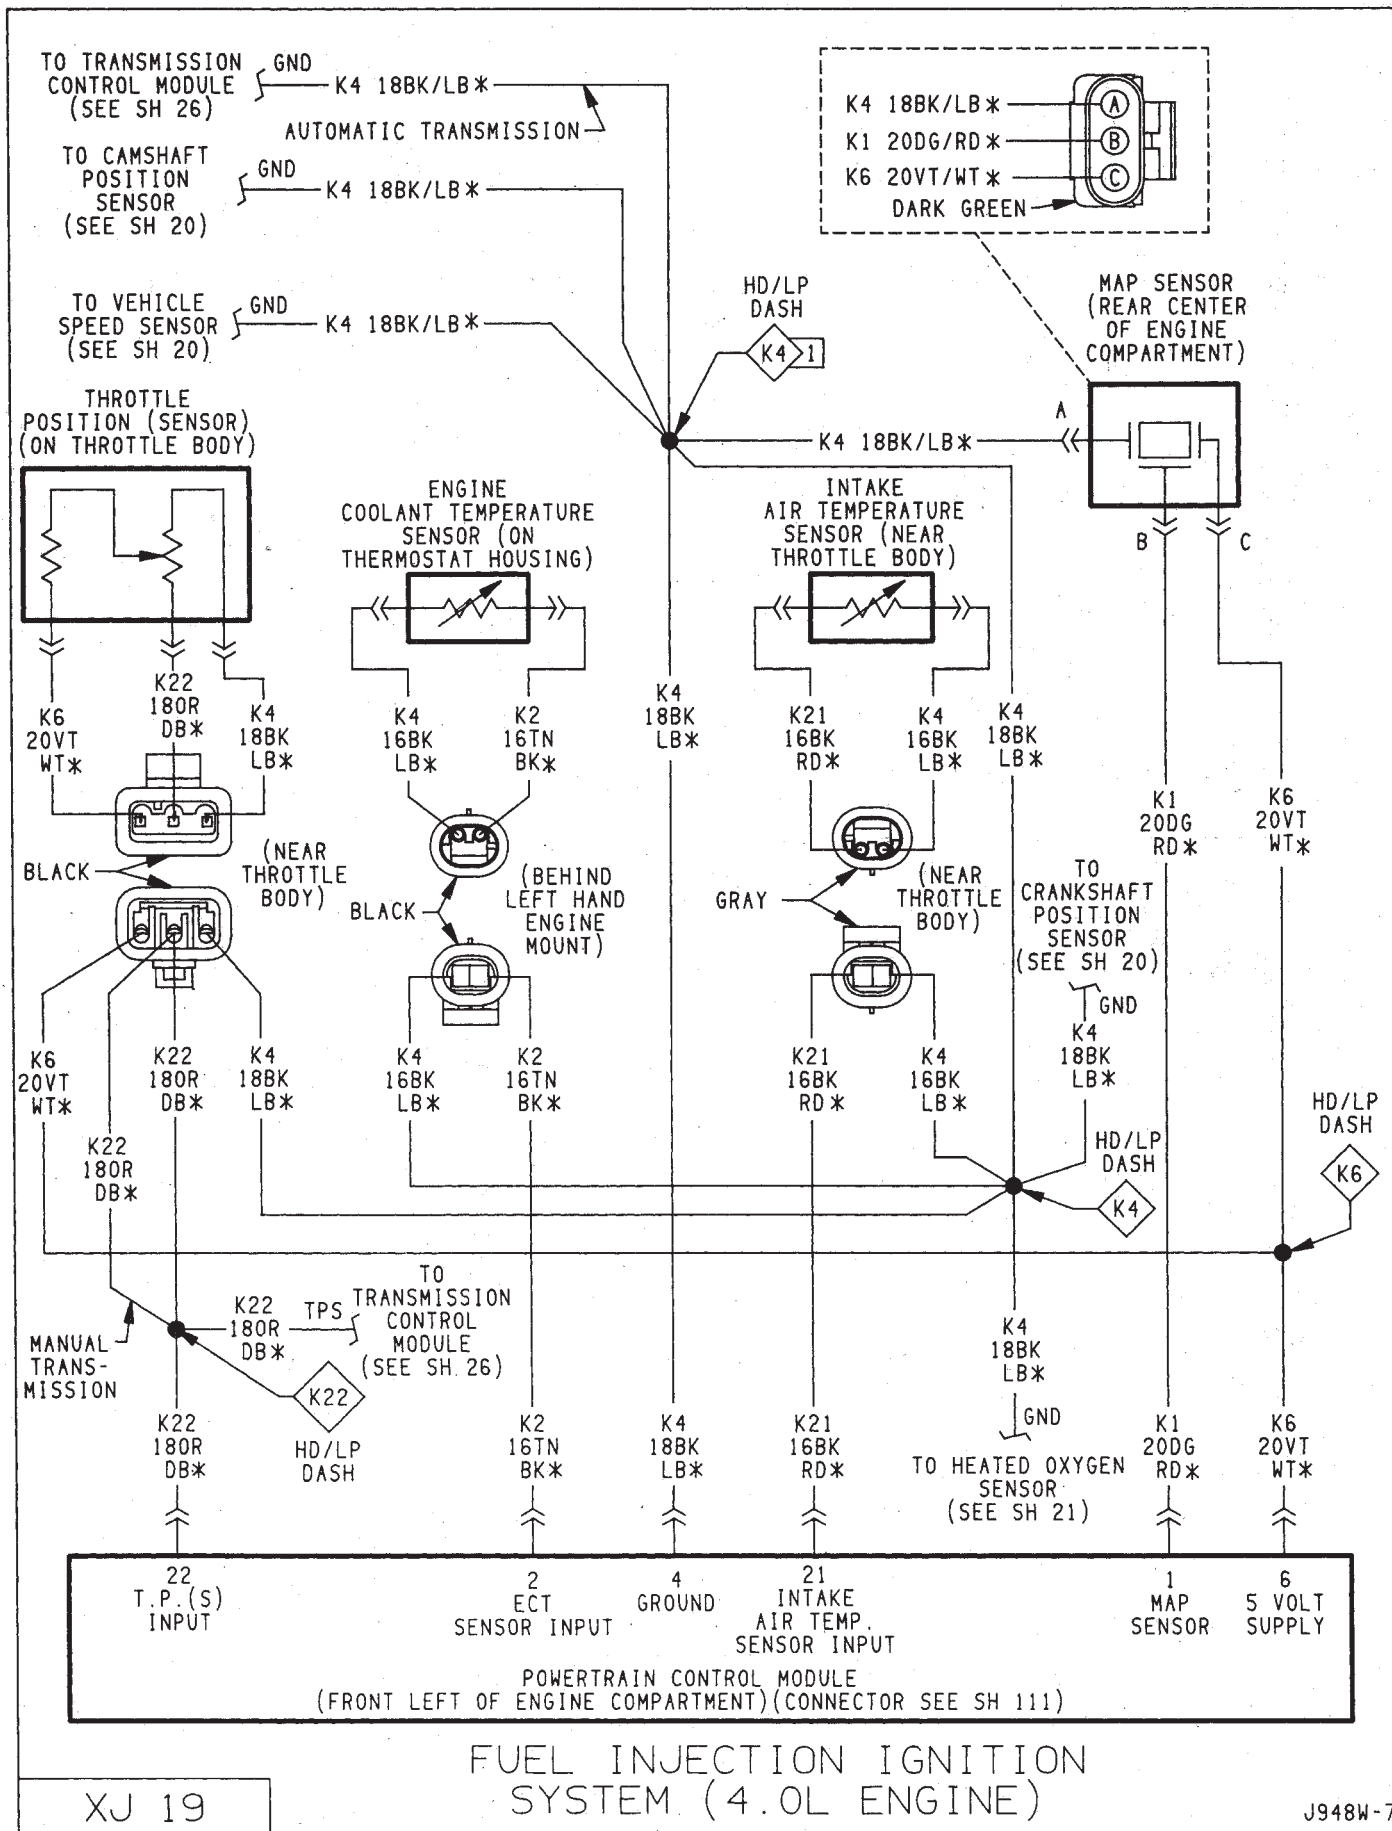 TO TRANSMISSION
CONTROL MODULE
(SEE SH 26)
GND
K4 18BK/LB*
AUTOMATIC TRANSMISSION
TO CAMSHAFT
POSITION
SENSOR
(SEE SH 20)
GND
K4 18BK/LB*
TO VEHICLE
SPEED SENSOR
(SEE SH 20)
GND
K4 18BK/LB*
K4 18BK/LB*
A
K1 20DG/RD*
B
K6 20VT/WT*
C
DARK GREEN
HD/LP
DASH
K4
1
MAP SENSOR
(REAR CENTER
OF ENGINE
COMPARTMENT)
THROTTLE
POSITION (SENSOR)
(ON THROTTLE BODY)
K4 18BK/LB*
A
B
C
ENGINE
COOLANT TEMPERATURE
SENSOR (ON
THERMOSTAT HOUSING)
INTAKE
AIR TEMPERATURE
SENSOR (NEAR
THROTTLE BODY)
K6
20VT
WT*
K22
18OR
DB*
K4
18BK
LB*
K4
16BK
LB*
K2
16TN
BK*
K4
18BK
LB*
K21
16BK
RD*
K4
16BK
LB*
K4
18BK
LB*
K1
20DG
RD*
K6
20VT
WT*
BLACK
(NEAR
THROTTLE
BODY)
BLACK
(BEHIND
LEFT HAND
ENGINE
MOUNT)
GRAY
(NEAR
THROTTLE
BODY)
TO
CRANKSHAFT
POSITION
SENSOR
(SEE SH 20)
GND
K4
18BK
LB*
K6
20VT
WT*
K22
18OR
DB*
K22
18OR
DB*
K4
18BK
LB*
K4
16BK
LB*
K2
16TN
BK*
K21
16BK
RD*
K4
16BK
LB*
HD/LP
DASH
K4
HD/LP
DASH
K6
MANUAL
TRANS-
MISSION
K22
18OR
DB*
TPS
TO
TRANSMISSION
CONTROL
MODULE
(SEE SH 26)
K22
HD/LP
DASH
K4
18BK
LB*
GND
TO HEATED OXYGEN
SENSOR
(SEE SH 21)
K22
18OR
DB*
K2
16TN
BK*
K4
18BK
LB*
K21
16BK
RD*
K1
20DG
RD*
K6
20VT
WT*
22
T.P.(S)
INPUT
2
ECT
SENSOR INPUT
4
GROUND
21
INTAKE
AIR TEMP.
SENSOR INPUT
1
MAP
SENSOR
6
5 VOLT
SUPPLY
POWERTRAIN CONTROL MODULE
(FRONT LEFT OF ENGINE COMPARTMENT)(CONNECTOR SEE SH 111)
FUEL INJECTION IGNITION
SYSTEM (4.0L ENGINE)
XJ 19
J948W-7